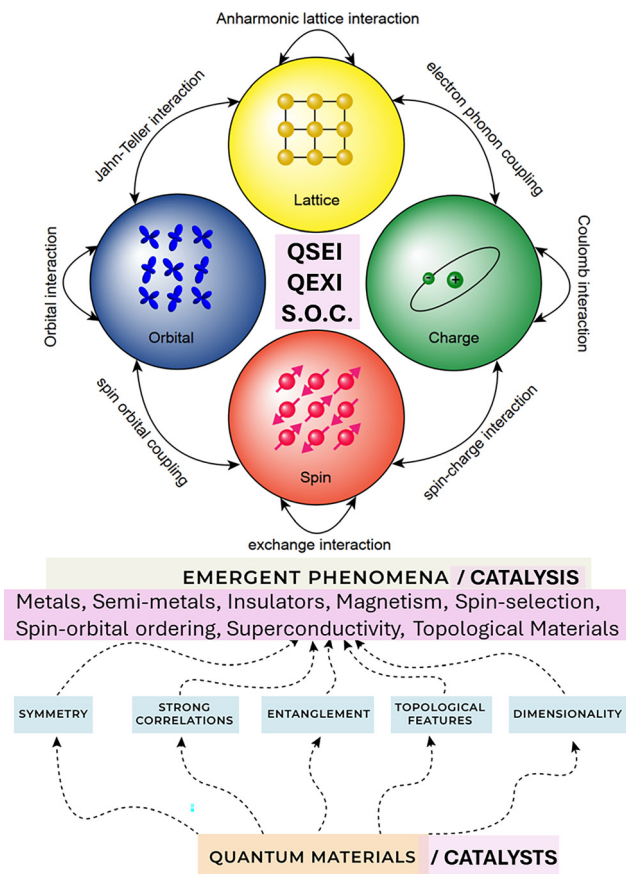 Anharmonic lattice interaction
Jahn-Teller interaction
electron phonon coupling
Lattice
Orbital interaction
Orbital
QSEI
QEXI
S.O.C.
-
+
Charge
Coulomb interaction
spin orbital coupling
Spin
spin-charge interaction
exchange interaction
EMERGENT PHENOMENA / CATALYSIS
Metals, Semi-metals, Insulators, Magnetism, Spin-selection,
Spin-orbital ordering, Superconductivity, Topological Materials
SYMMETRY
STRONG
CORRELATIONS
ENTANGLEMENT
TOPOLOGICAL
FEATURES
DIMENSIONALITY
QUANTUM MATERIALS / CATALYSTS